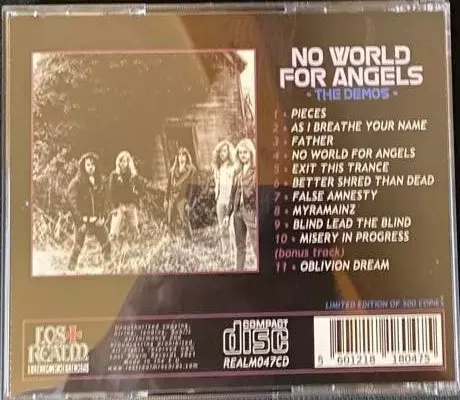 NO WORLD
FOR ANGELS
- THE DEMOS -
1 - PIECES
2 - AS I BREATHE YOUR NAME
3 - FATHER
4 - NO WORLD FOR ANGELS
5 - EXIT THIS TRANCE
6 - BETTER SHRED THAN DEAD
7 - FALSE AMNESTY
8 - MYRAMAINZ
9 - BLIND LEAD THE BLIND
10 - MISERY IN PROGRESS
(bonus track)
11 - OBLIVION DREAM
LIMITED EDITION OF 500 COPIES
LOST
REALM
RECORDS
COMPACT
disc
REALM047CD
5 601218 180475